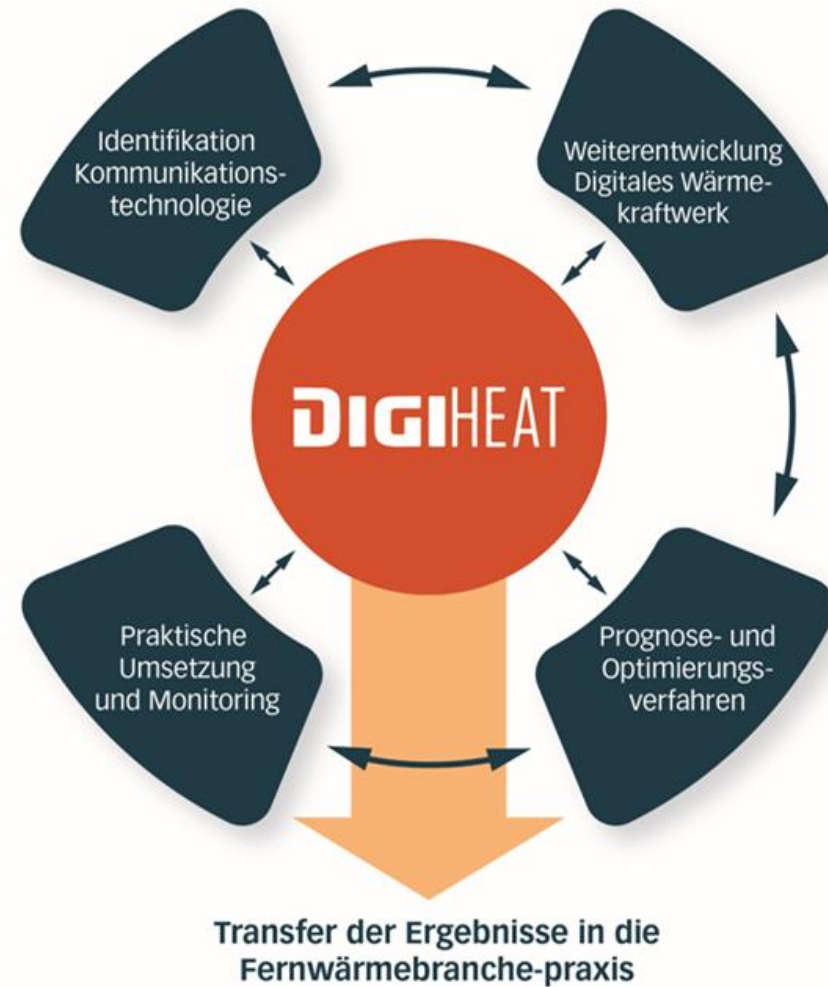 Identifikation
Kommunikations-
technologie
Weiterentwicklung
Digitales Wärme-
kraftwerk
DIGIHEAT
Praktische
Umsetzung
und Monitoring
Prognose- und
Optimierungs-
verfahren
Transfer der Ergebnisse in die
Fernwärmebranche-praxis